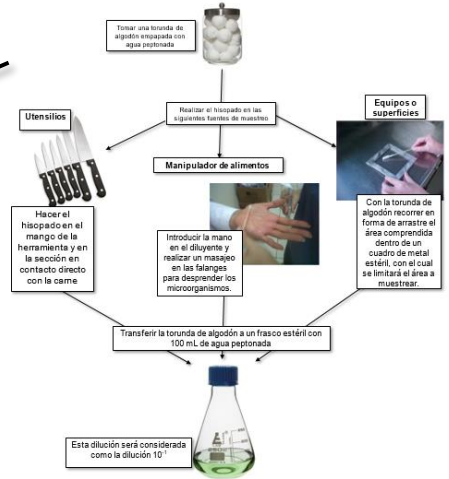 Tomar una torunda de
algodón empapada con
agua peptonada
Realizar el hisopado en las
siguientes fuentes de muestreo
Utensilios
Manipulador de alimentos
Equipos o
superficies
Hacer el
hisopado en el
mango de la
herramienta y en
la sección en
contacto directo
con la carne
Introducir la mano
en el diluyente y
realizar un masajeo
en las falanges
para desprender los
microorganismos.
Con la torunda de
algodón recorrer en
forma de arrastre el
área comprendida
dentro de un
cuadro de metal
estéril, con el cual
se limitará el área a
muestrear.
Transferir la torunda de algodón a un frasco estéril con
100 mL de agua peptonada
Esta dilución será considerada
como la dilución 10⁻¹